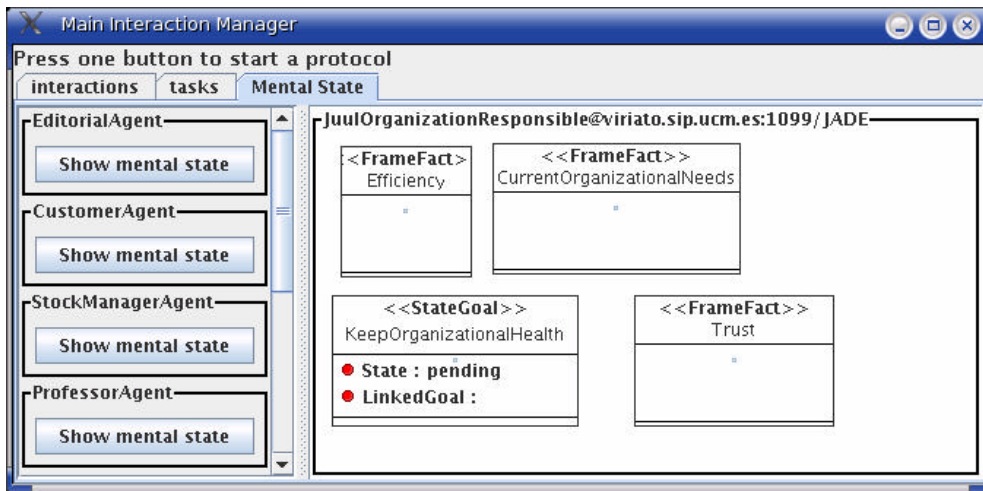 Main Interaction Manager
Press one button to start a protocol
interactions tasks Mental State
EditorialAgent
Show mental state
CustomerAgent
Show mental state
StockManagerAgent
Show mental state
ProfessorAgent
Show mental state
JuulOrganizationResponsible@viriato.sip.ucm.es:1099/JADE
<<FrameFact>
Efficiency
<<FrameFact>>
CurrentOrganizationalNeeds
<<StateGoal>>
KeepOrganizationalHealth
State : pending
LinkedGoal :
<<FrameFact>>
Trust